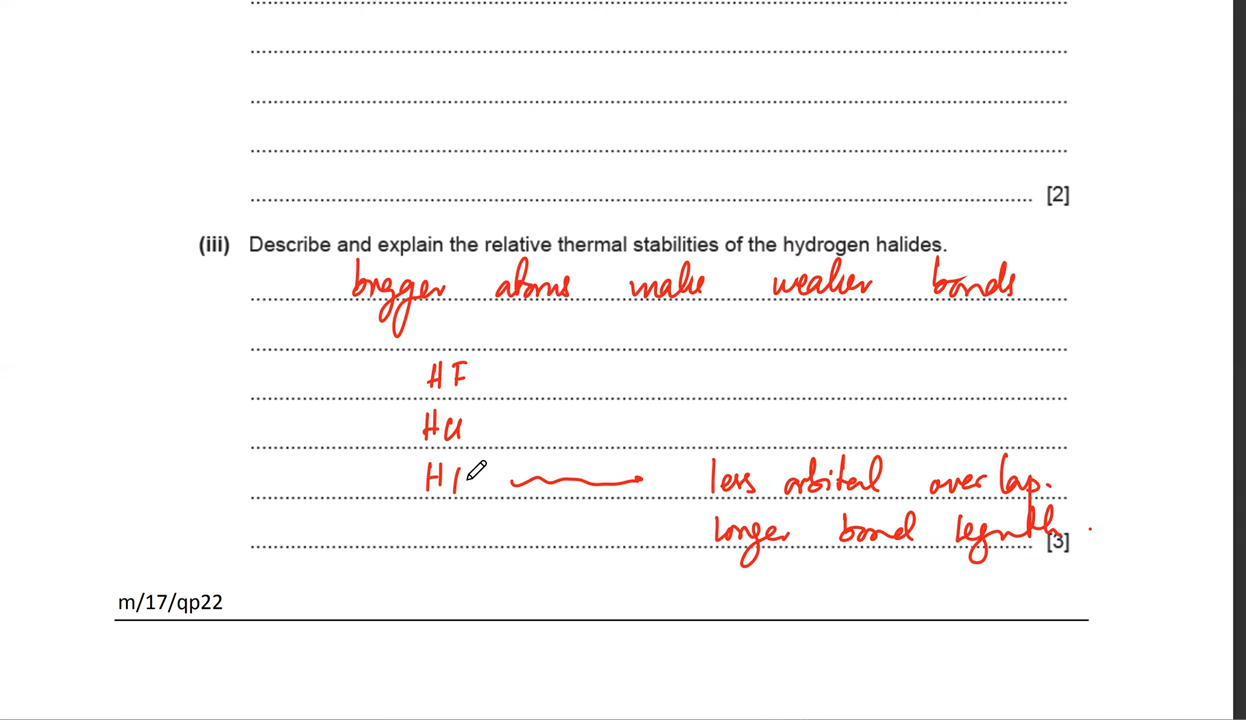 [2]
(iii) Describe and explain the relative thermal stabilities of the hydrogen halides.
bigger atoms make weaker bonds
HF
HCl
HI less orbital overlap.
longer bond legnth.
[3]
m/17/qp22